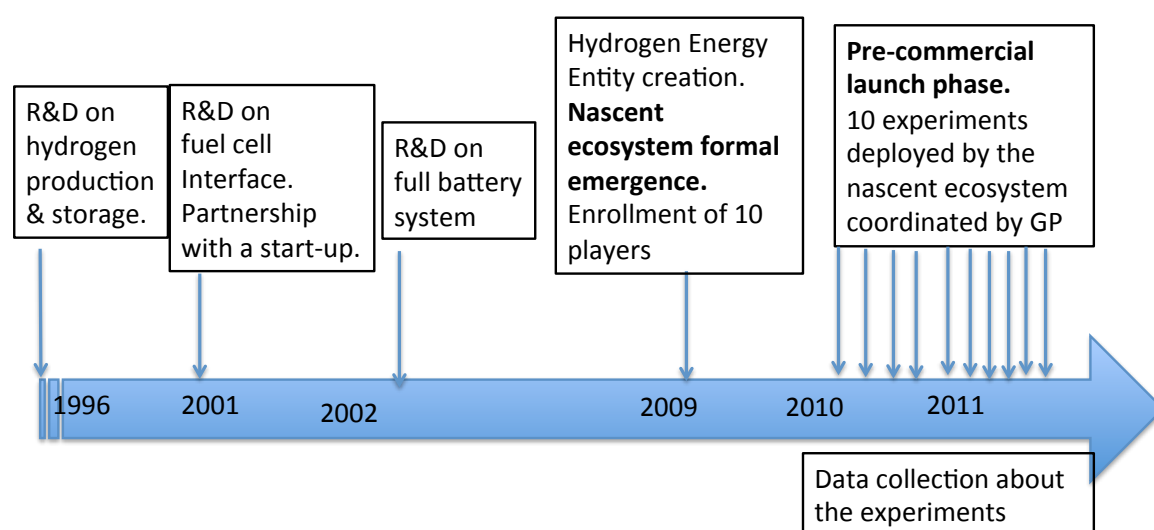 R&D on
hydrogen
production
& storage.
R&D on
fuel cell
Interface.
Partnership
with a start-up.
R&D on
full battery
system
Hydrogen Energy
Entity creation.
Nascent
ecosystem formal
emergence.
Enrollment of 10
players
Pre-commercial
launch phase.
10 experiments
deployed by the
nascent ecosystem
coordinated by GP
1996
2001
2002
2009
2010
2011
Data collection about
the experiments